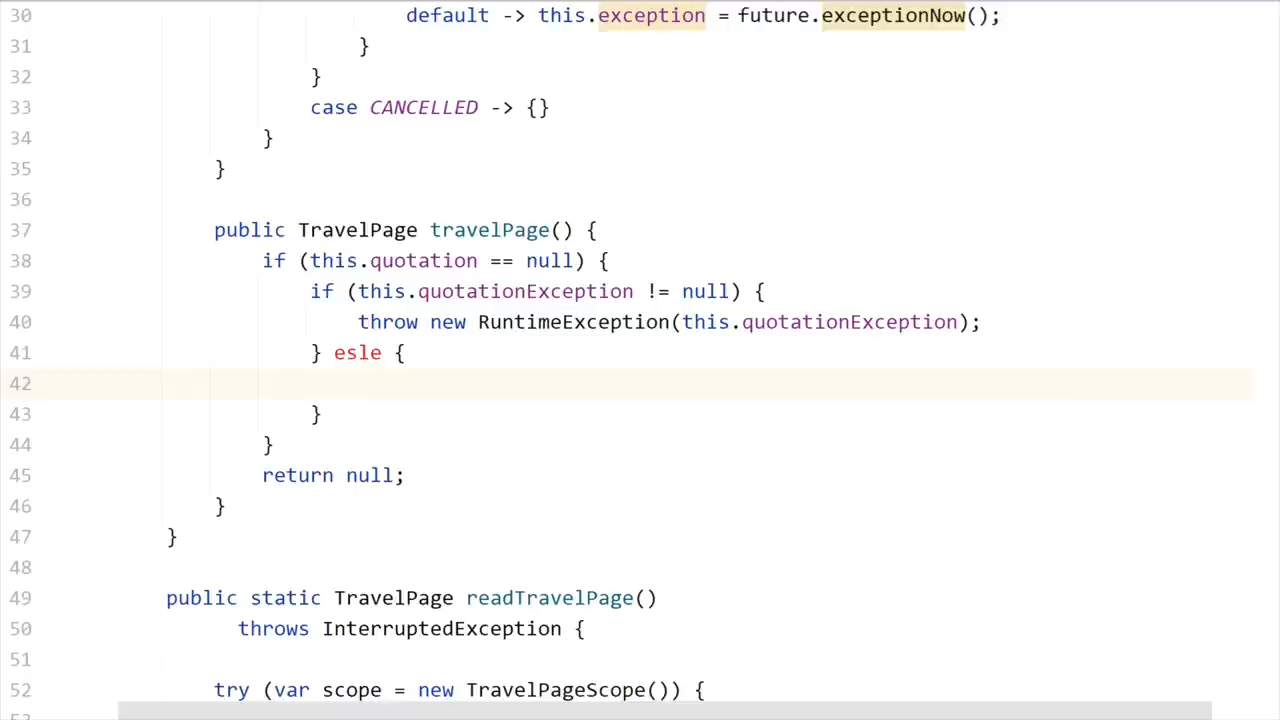 30 default -> this.exception = future.exceptionNow();
31 }
32 }
33 case CANCELLED -> {}
34 }
35 }
36
37 public TravelPage travelPage() {
38 if (this.quotation == null) {
39 if (this.quotationException != null) {
40 throw new RuntimeException(this.quotationException);
41 } esle {
42
43 }
44 }
45 return null;
46 }
47 }
48
49 public static TravelPage readTravelPage()
50 throws InterruptedException {
51
52 try (var scope = new TravelPageScope()) {